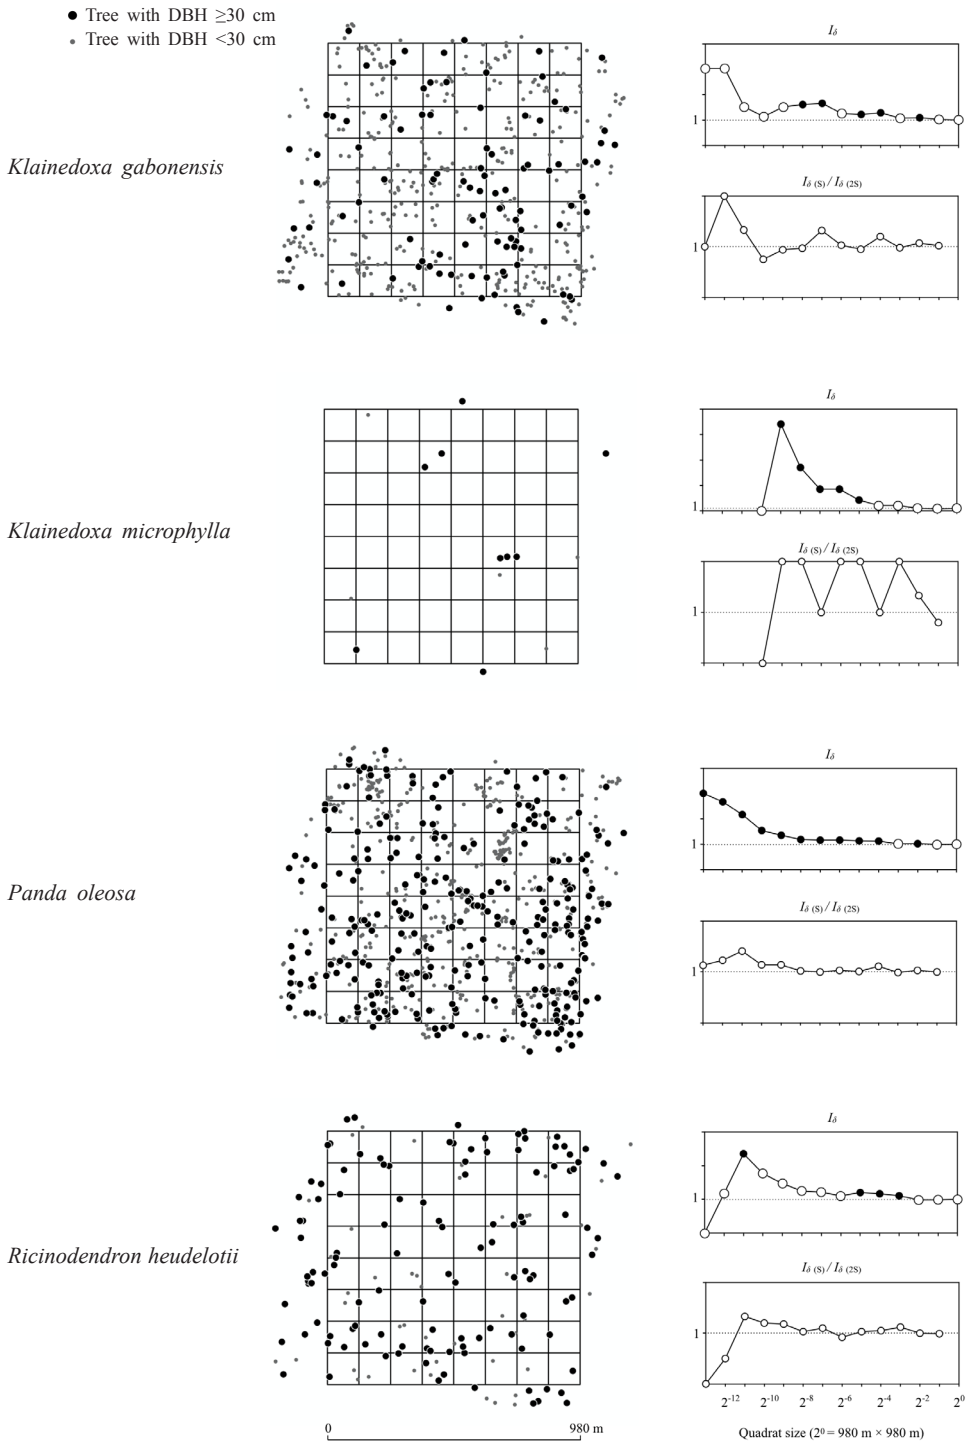 Tree with DBH ≥30 cm
Tree with DBH <30 cm
Klainedoxa gabonensis
Iδ
1
Iδ (S) / Iδ (2S)
1
Klainedoxa microphylla
Iδ
1
Iδ (S) / Iδ (2S)
1
Panda oleosa
Iδ
1
Iδ (S) / Iδ (2S)
1
Ricinodendron heudelotii
Iδ
1
Iδ (S) / Iδ (2S)
1
2⁻¹² 2⁻¹⁰ 2⁻⁸ 2⁻⁶ 2⁻⁴ 2⁻² 2⁰
0 980 m
Quadrat size (2⁰ = 980 m × 980 m)